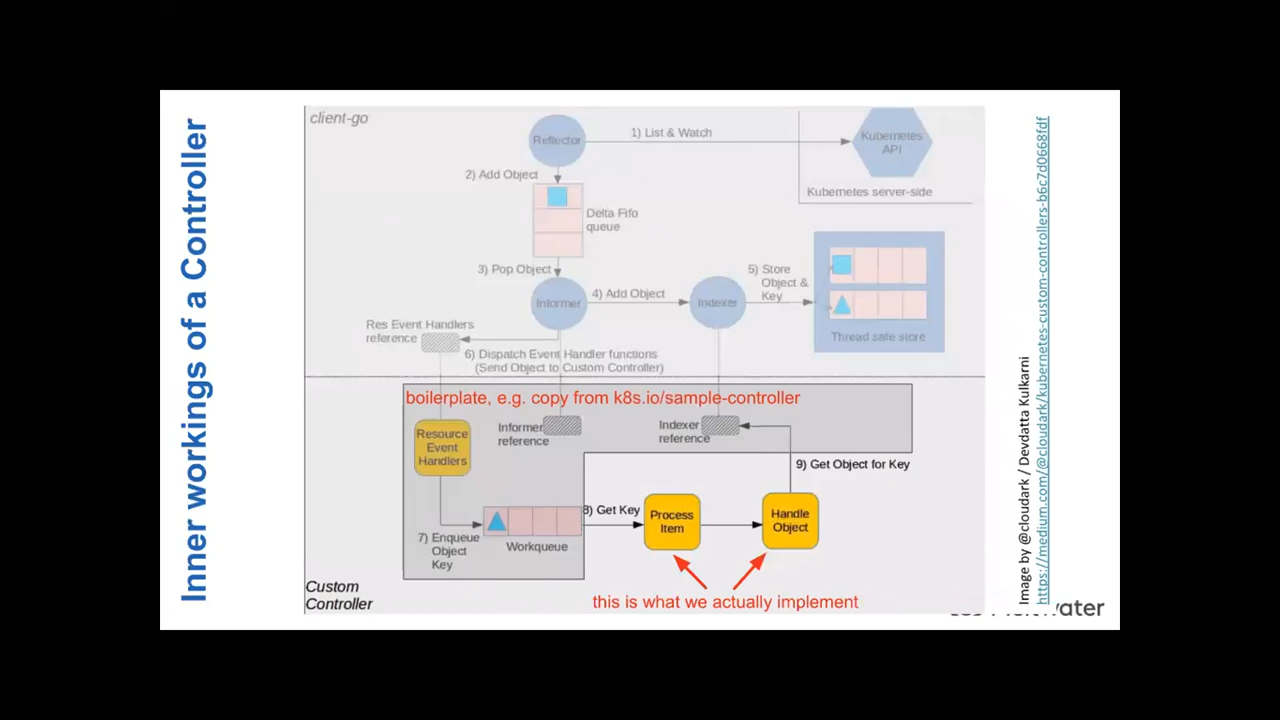 Inner workings of a Controller
client-go
Reflector
1) List & Watch
Kubernetes
API
Kubernetes server-side
2) Add Object
Delta Fifo
queue
3) Pop Object
Informer
4) Add Object
Indexer
5) Store
Object &
Key
Thread safe store
Res Event Handlers
reference
6) Dispatch Event Handler functions
(Send Object to Custom Controller)
boilerplate, e.g. copy from k8s.io/sample-controller
Resource
Event
Handlers
Informer
reference
Indexer
reference
9) Get Object for Key
7) Enqueue
Object
Key
Workqueue
8) Get Key
Process
Item
Handle
Object
this is what we actually implement
Custom
Controller
Image by @cloudark / Devdatta Kulkarni
https://medium.com/@cloudark/kubernetes-custom-controllers-b6c7d0668fdf